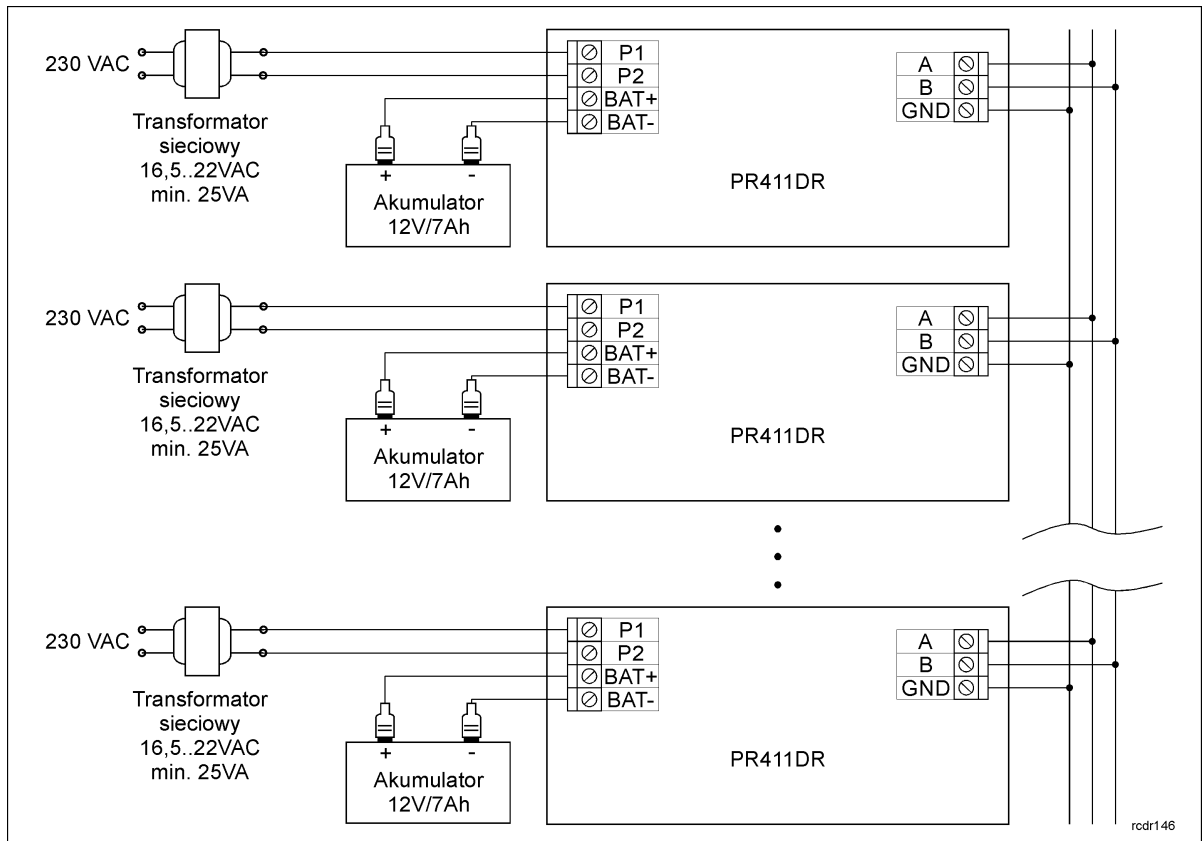 230 VAC
Transformator
sieciowy
16,5..22VAC
min. 25VA
P1
P2
BAT+
BAT-
+ -
Akumulator
12V/7Ah
PR411DR
A
B
GND
230 VAC
Transformator
sieciowy
16,5..22VAC
min. 25VA
P1
P2
BAT+
BAT-
+ -
Akumulator
12V/7Ah
PR411DR
A
B
GND
230 VAC
Transformator
sieciowy
16,5..22VAC
min. 25VA
P1
P2
BAT+
BAT-
+ -
Akumulator
12V/7Ah
PR411DR
A
B
GND
rcdr146